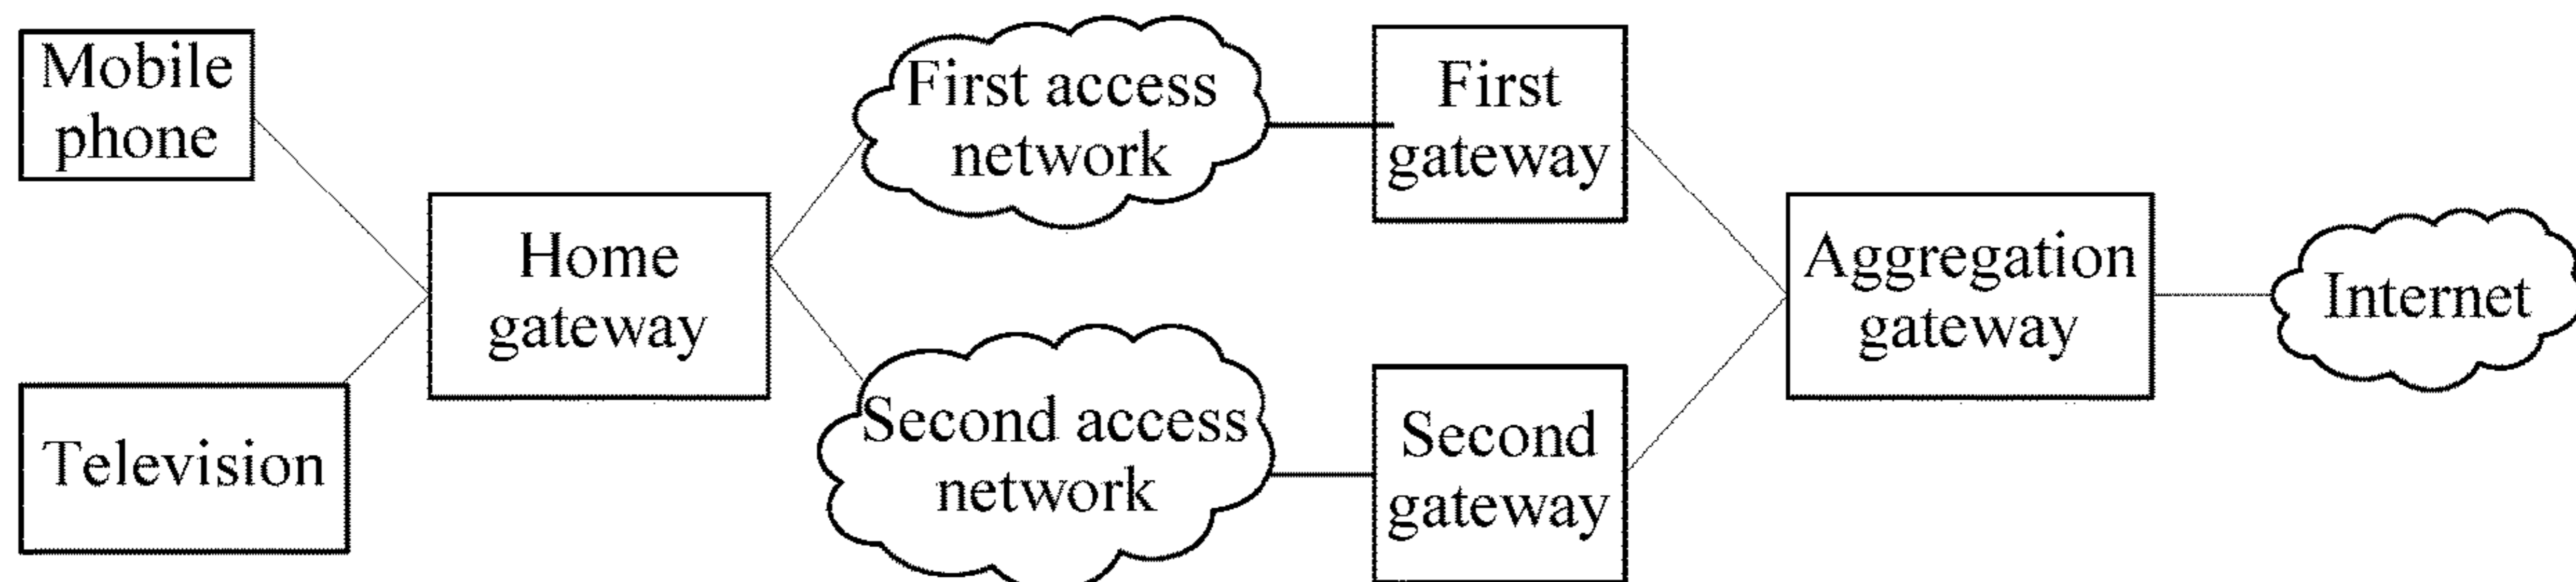 Mobile
phone
Television
Home
gateway
First access
network
Second access
network
First
gateway
Second
gateway
Aggregation
gateway
Internet